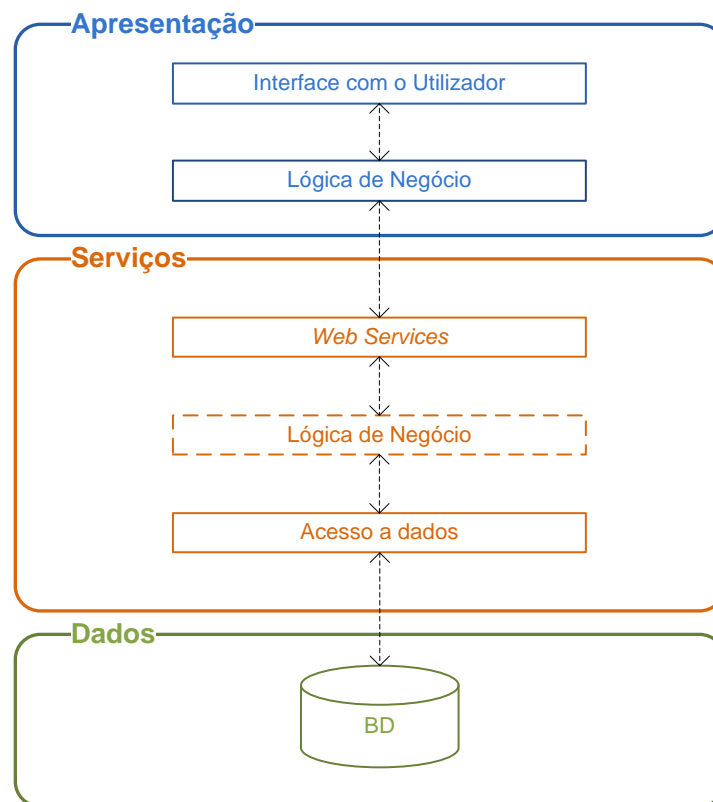 Apresentação
Interface com o Utilizador
Lógica de Negócio
Serviços
Web Services
Lógica de Negócio
Acesso a dados
Dados
BD